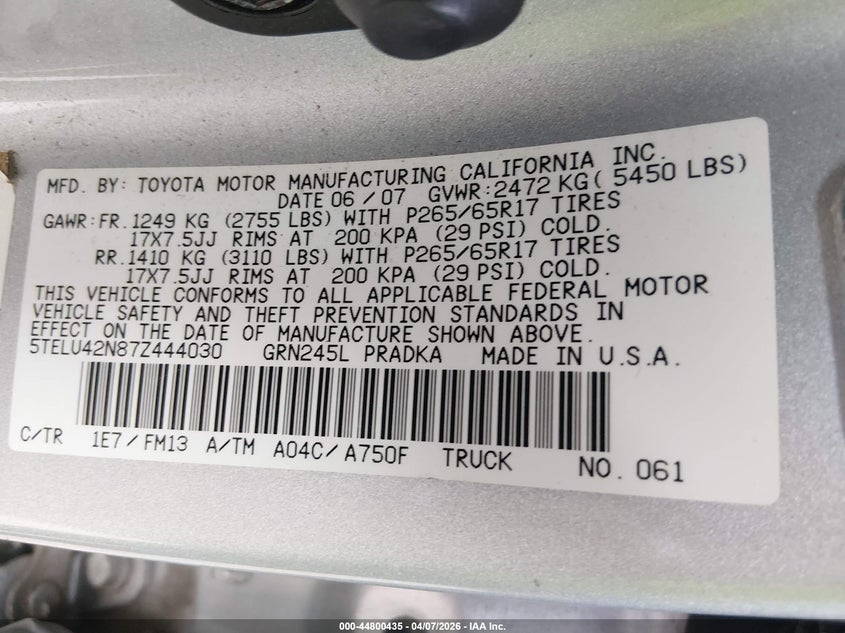 MFD. BY: TOYOTA MOTOR MANUFACTURING CALIFORNIA INC.
DATE 06/07 GVWR:2472 KG( 5450 LBS)
GAWR:FR. 1249 KG (2755 LBS) WITH P265/65R17 TIRES
17X7.5JJ RIMS AT 200 KPA (29 PSI) COLD.
RR. 1410 KG (3110 LBS) WITH P265/65R17 TIRES
17X7.5JJ RIMS AT 200 KPA (29 PSI) COLD.
THIS VEHICLE CONFORMS TO ALL APPLICABLE FEDERAL MOTOR
VEHICLE SAFETY AND THEFT PREVENTION STANDARDS IN
EFFECT ON THE DATE OF MANUFACTURE SHOWN ABOVE.
5TELU42N87Z444030 GRN245L PRADKA MADE IN U.S.A.
C/TR 1E7/FM13 A/TM A04C/A750F TRUCK NO. 061
000-44800435 - 04/07/2026 - IAA Inc.